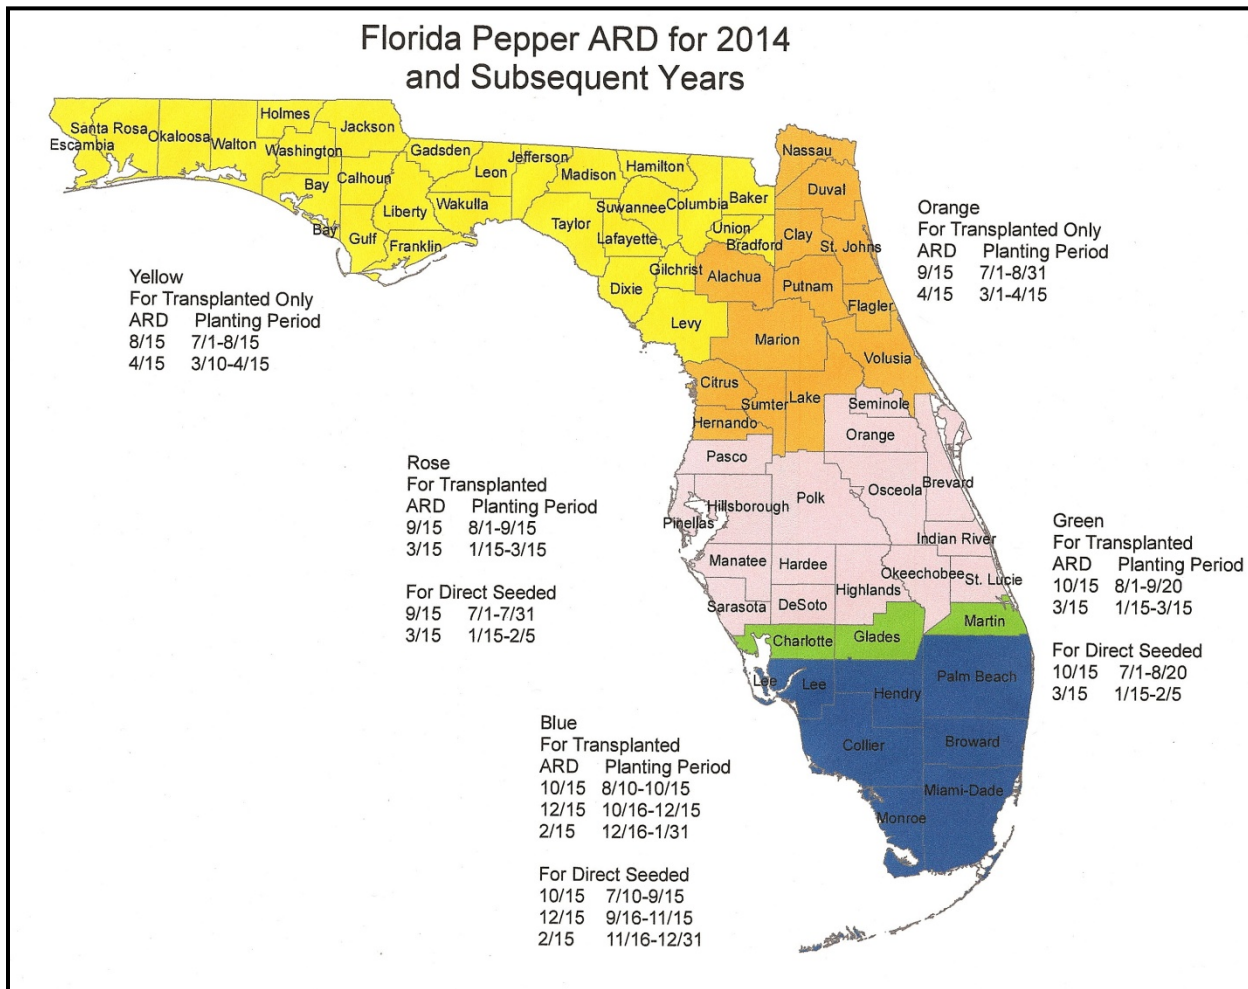 Florida Pepper ARD for 2014
and Subsequent Years
Holmes
Jackson
Santa Rosa
Okaloosa
Escambia
Walton
Washington
Gadsden
Jefferson
Hamilton
Leon
Madison
Bay
Calhoun
Liberty
Wakulla
Suwannee
Columbia
Baker
Taylor
Union
Bradford
Bay
Gulf
Franklin
Lafayette
Gilchrist
Dixie
Levy
Nassau
Duval
Clay
St. Johns
Alachua
Putnam
Flagler
Marion
Volusia
Citrus
Sumter
Lake
Hernando
Seminole
Orange
Pasco
Polk
Osceola
Brevard
Hillsborough
Pinellas
Indian River
Manatee
Hardee
Okeechobee
St. Lucie
Highlands
Sarasota
DeSoto
Martin
Charlotte
Glades
Lee
Lee
Hendry
Palm Beach
Collier
Broward
Miami-Dade
Monroe
Yellow
For Transplanted Only
ARD Planting Period
8/15 7/1-8/15
4/15 3/10-4/15
Orange
For Transplanted Only
ARD Planting Period
9/15 7/1-8/31
4/15 3/1-4/15
Rose
For Transplanted
ARD Planting Period
9/15 8/1-9/15
3/15 1/15-3/15
For Direct Seeded
9/15 7/1-7/31
3/15 1/15-2/5
Green
For Transplanted
ARD Planting Period
10/15 8/1-9/20
3/15 1/15-3/15
For Direct Seeded
10/15 7/1-8/20
3/15 1/15-2/5
Blue
For Transplanted
ARD Planting Period
10/15 8/10-10/15
12/15 10/16-12/15
2/15 12/16-1/31
For Direct Seeded
10/15 7/10-9/15
12/15 9/16-11/15
2/15 11/16-12/31